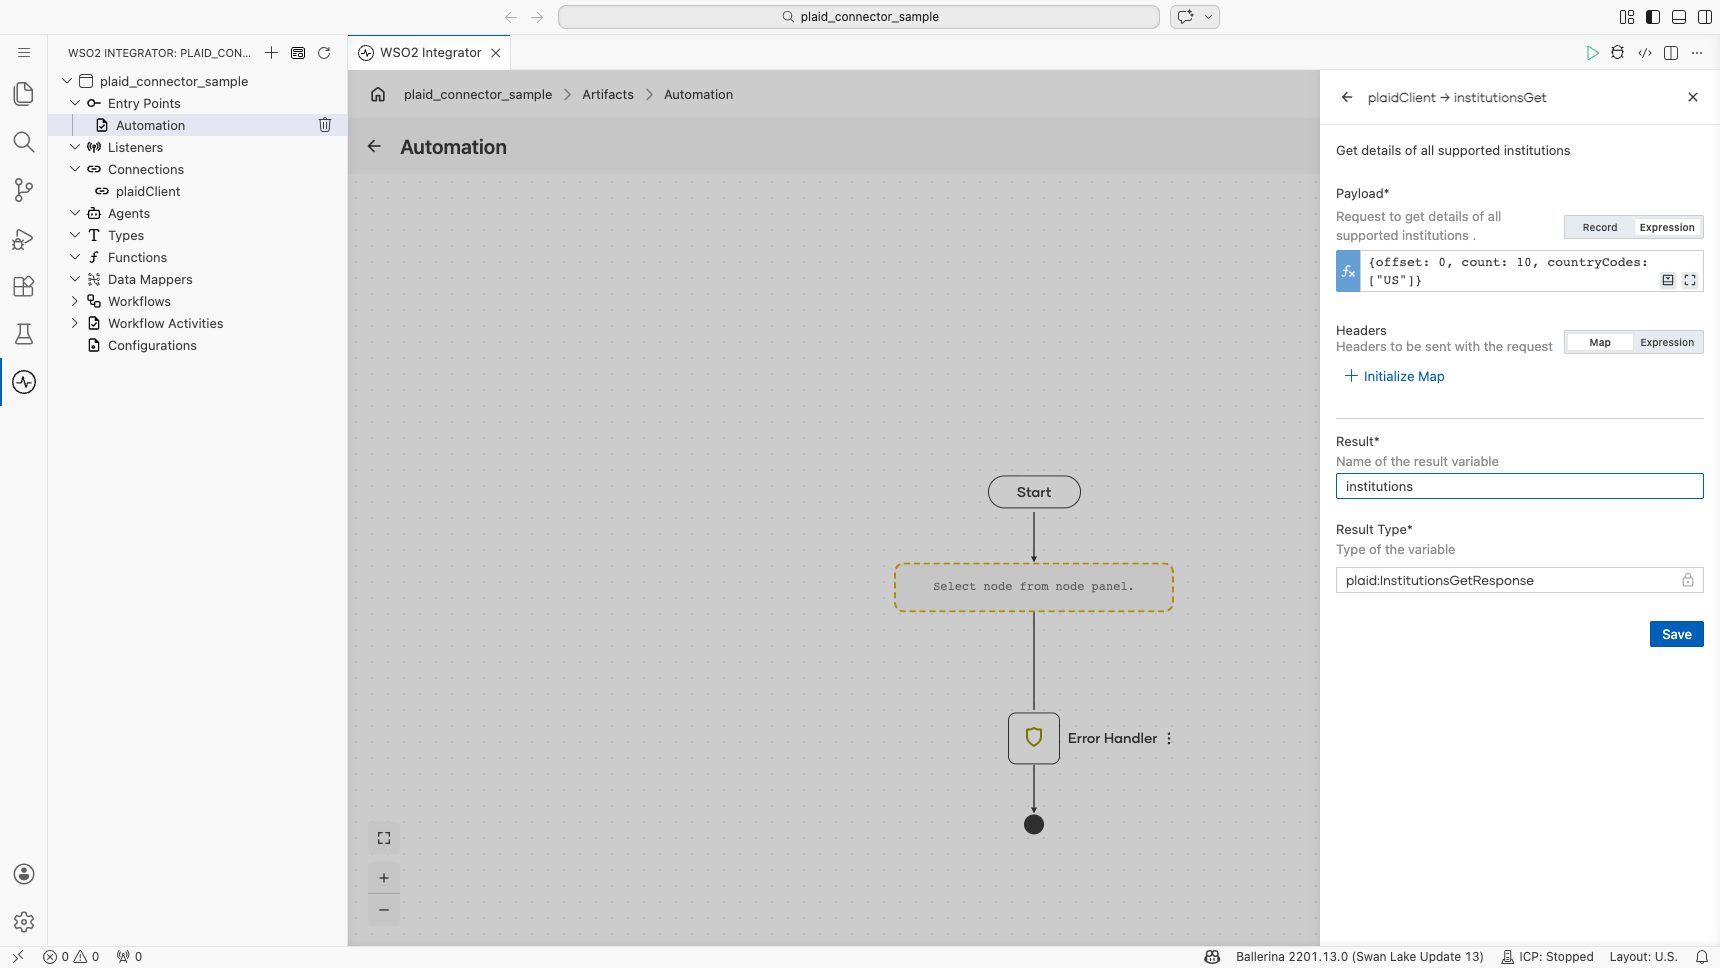 plaid_connector_sample
WSO2 INTEGRATOR: PLAID_CON...
WSO2 Integrator
plaid_connector_sample
Entry Points
Automation
Listeners
Connections
plaidClient
Agents
Types
Functions
Data Mappers
Workflows
Workflow Activities
Configurations
plaid_connector_sample
Artifacts
Automation
Automation
Start
Select node from node panel.
Error Handler
plaidClient → institutionsGet
Get details of all supported institutions
Payload*
Request to get details of all
supported institutions .
Record
Expression
fx
{offset: 0, count: 10, countryCodes:
["US"]}
Headers
Headers to be sent with the request
Map
Expression
Initialize Map
Result*
Name of the result variable
institutions
Result Type*
Type of the variable
plaid:InstitutionsGetResponse
Save
0
0
0
Ballerina 2201.13.0 (Swan Lake Update 13)
ICP: Stopped
Layout: U.S.